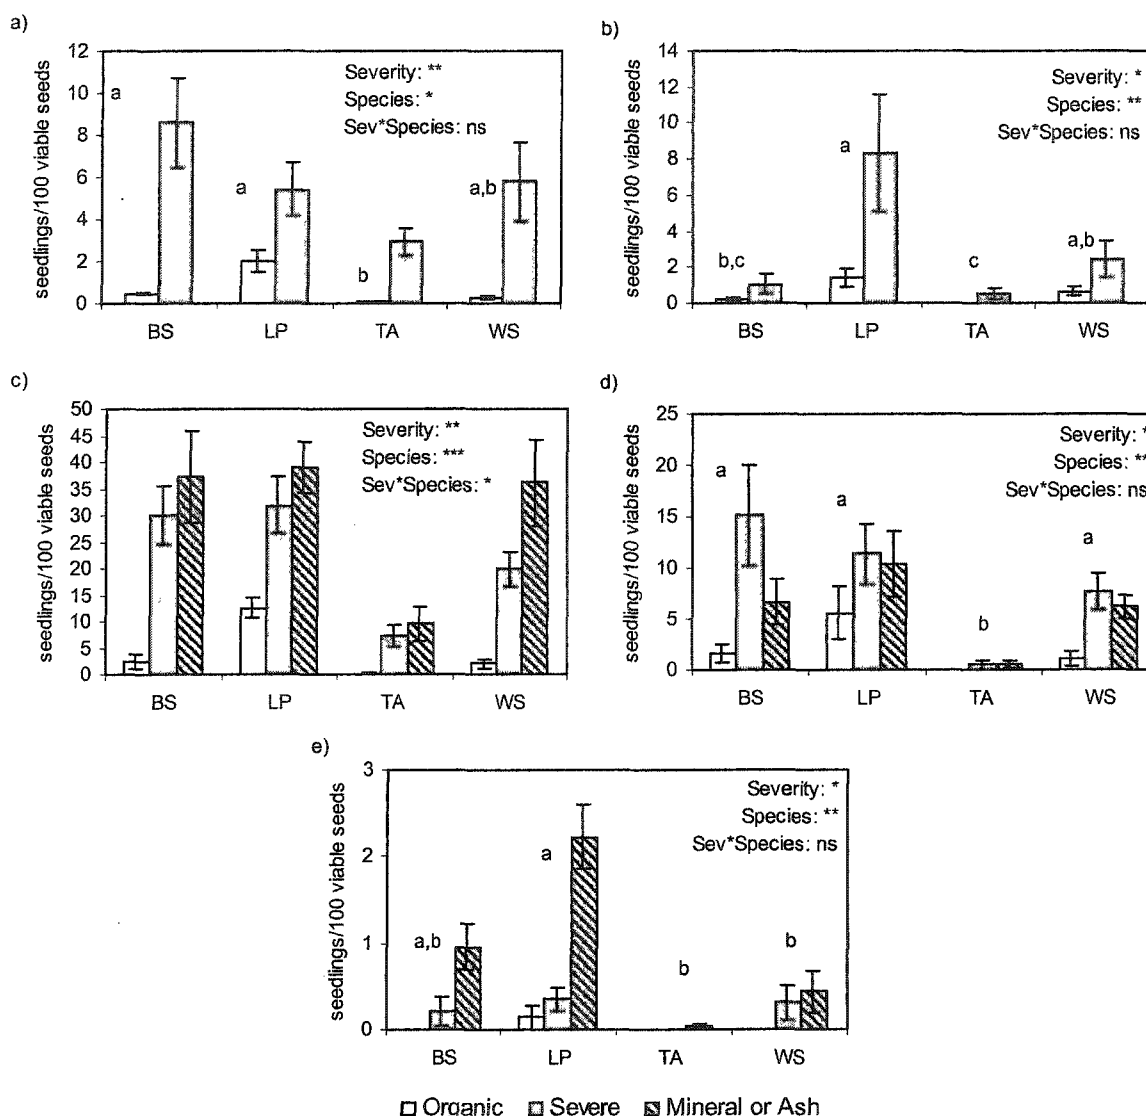 a)
12
10
8
6
4
2
0
seedlings/100 viable seeds
Severity: **
Species: *
Sev*Species: ns
a
a
b
a,b
BS LP TA WS
b)
14
12
10
8
6
4
2
0
seedlings/100 viable seeds
Severity: *
Species: **
Sev*Species: ns
b,c
a
c
a,b
BS LP TA WS
c)
50
45
40
35
30
25
20
15
10
5
0
seedlings/100 viable seeds
Severity: **
Species: ***
Sev*Species: *
BS LP TA WS
d)
25
20
15
10
5
0
seedlings/100 viable seeds
Severity: *
Species: **
Sev*Species: ns
a
a
b
a
BS LP TA WS
e)
3
2
1
0
seedlings/100 viable seeds
Severity: *
Species: **
Sev*Species: ns
a,b
a
b
b
BS LP TA WS
Organic Severe Mineral or Ash